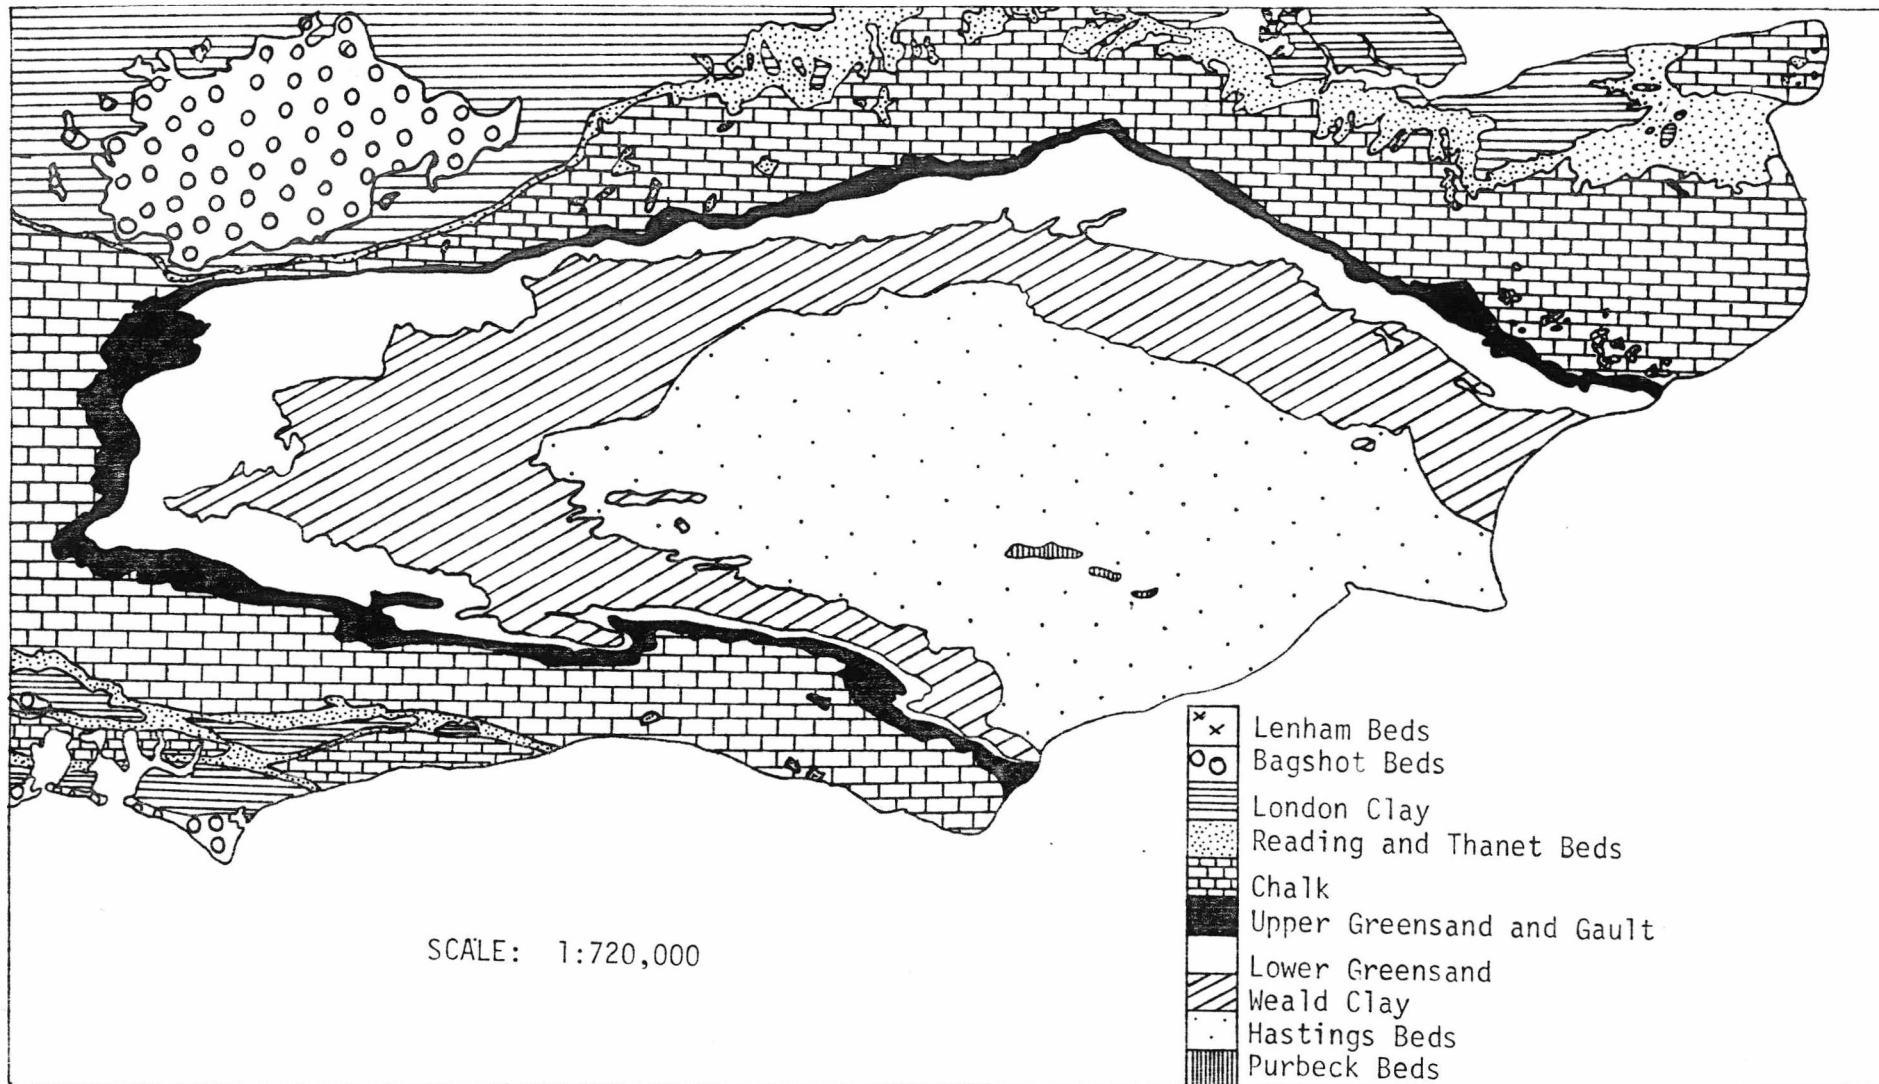 Lenham Beds
Bagshot Beds
London Clay
Reading and Thanet Beds
Chalk
Upper Greensand and Gault
SCALE: 1:720,000
Lower Greensand
Weald Clay
Hastings Beds
Purbeck Beds